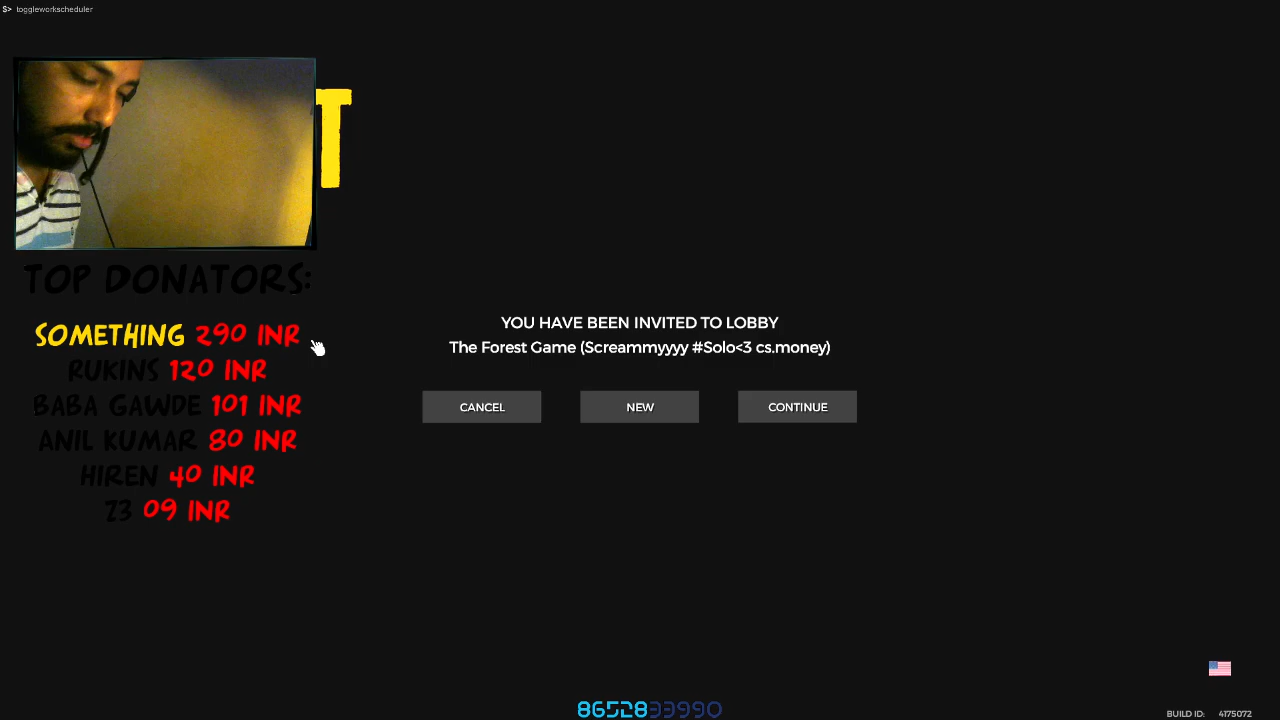 $> toggleworkscheduler
T
TOP DONATORS:
SOMETHING 290 INR
RUKINS 120 INR
BABA GAWDE 101 INR
ANIL KUMAR 80 INR
HIREN 40 INR
23 09 INR
YOU HAVE BEEN INVITED TO LOBBY
The Forest Game (Screammyyyy #Solo<3 cs.money)
CANCEL NEW CONTINUE
8652833990
BUILD ID: 4175072